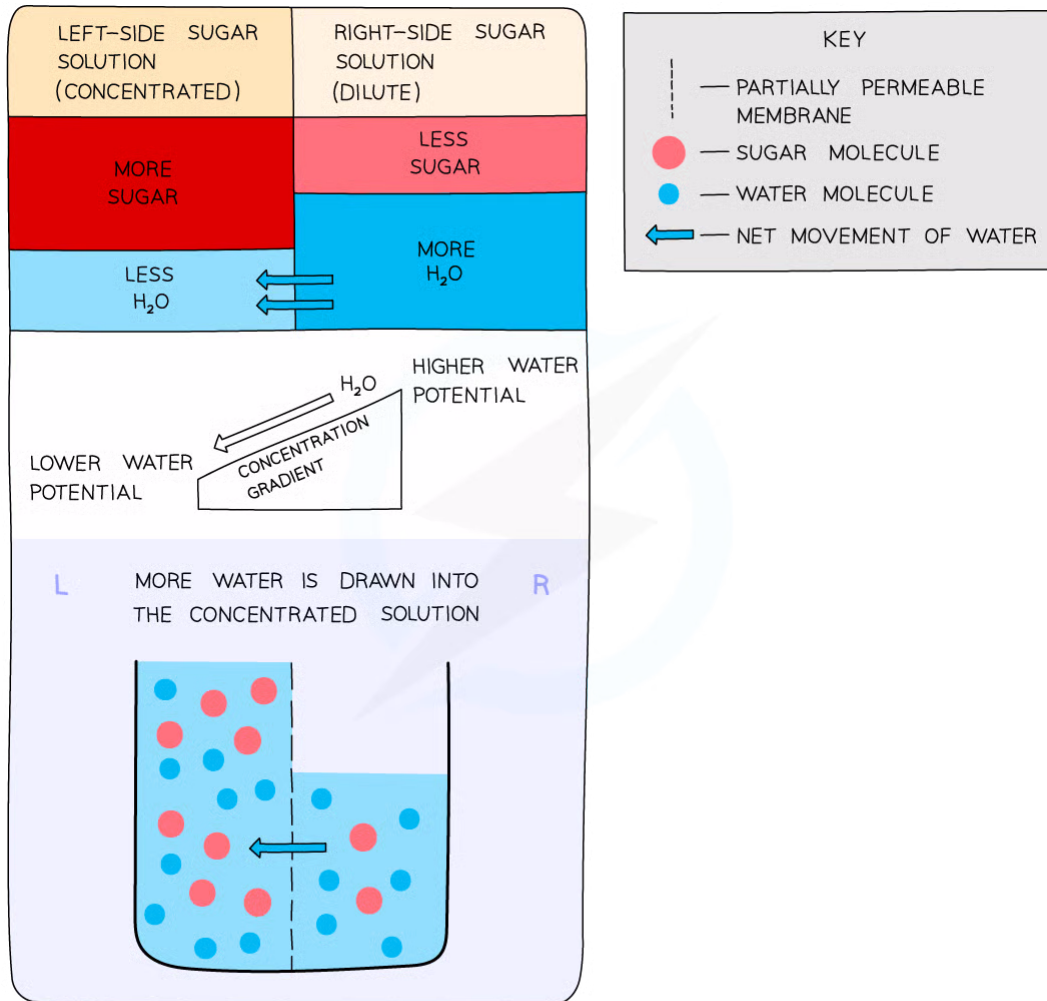 LEFT-SIDE SUGAR
SOLUTION
(CONCENTRATED)
RIGHT-SIDE SUGAR
SOLUTION
(DILUTE)
MORE
SUGAR
LESS
SUGAR
LESS
H₂O
MORE
H₂O
H₂O
HIGHER WATER
POTENTIAL
CONCENTRATION
GRADIENT
LOWER WATER
POTENTIAL
L
MORE WATER IS DRAWN INTO
THE CONCENTRATED SOLUTION
R
KEY
PARTIALLY PERMEABLE
MEMBRANE
SUGAR MOLECULE
WATER MOLECULE
NET MOVEMENT OF WATER